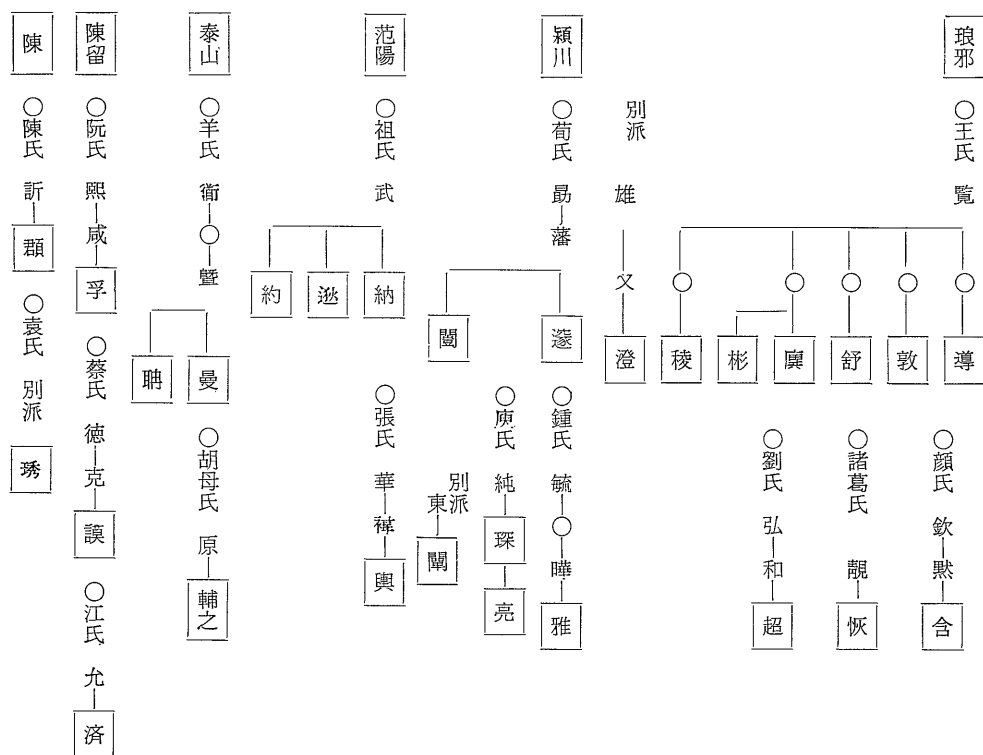 琅邪
○王氏 覧
○ ○ ○ ○ ○
導 敦 舒 廙 彬 稜
別派 雄
乂
澄
○顔氏 欽 黙 含
○諸葛氏 靚 恢
○劉氏 弘 和 超
潁川
○荀氏 勗 藩
邃 闓
○鍾氏 毓 ○ 曄 雅
○庾氏 純 琛 亮
別派 東 闡
范陽
○祖氏 武
納 逖 約
○張氏 華 褘 輿
泰山
○羊氏 衜 ○ 曁
曼 聃
○胡母氏 原 輔之
陳留
○阮氏 熙 咸 孚
○蔡氏 徳 克 謨
○江氏 允 済
陳
○陳氏 訢 頵
○袁氏 別派 琇